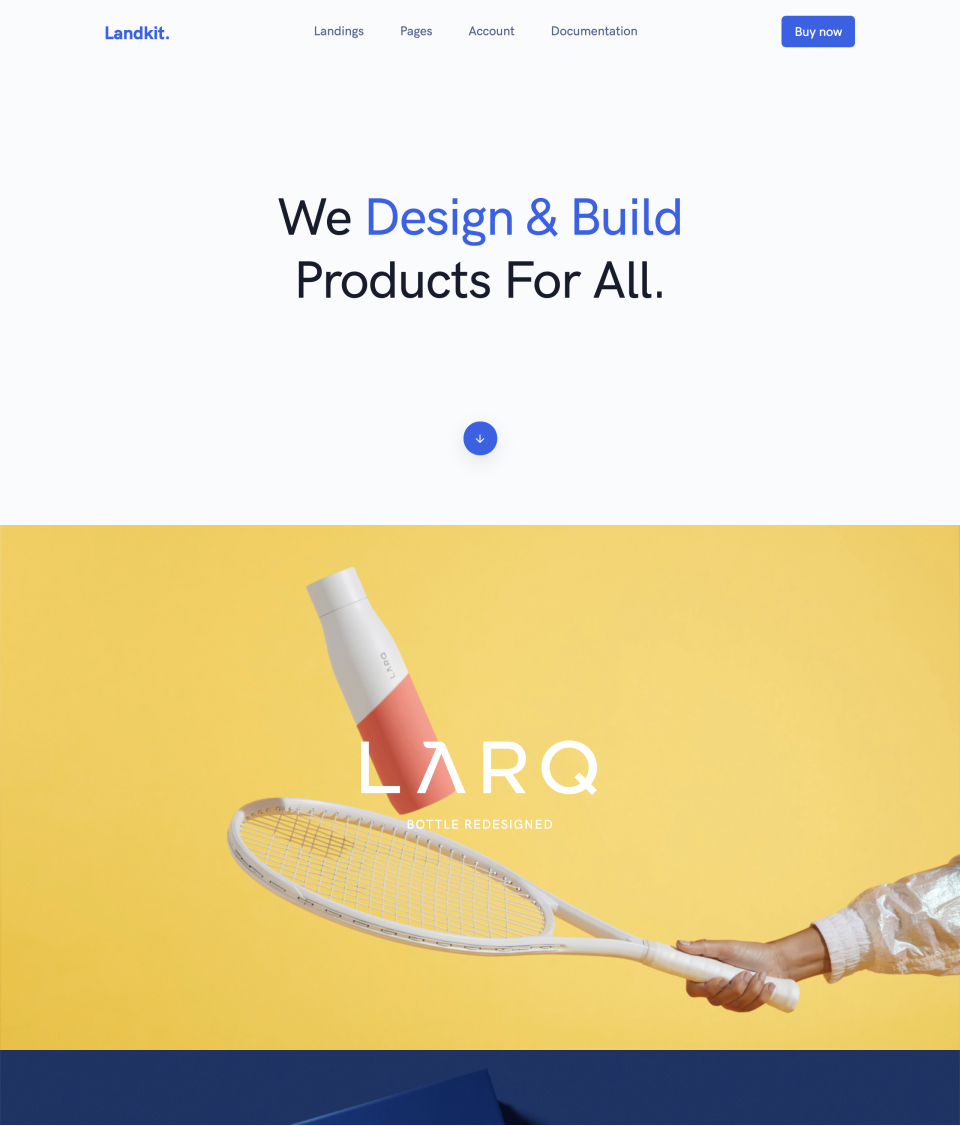 Landkit.
Landings Pages Account Documentation
Buy now
We Design & Build
Products For All.
LARQ
LARQ
BOTTLE REDESIGNED